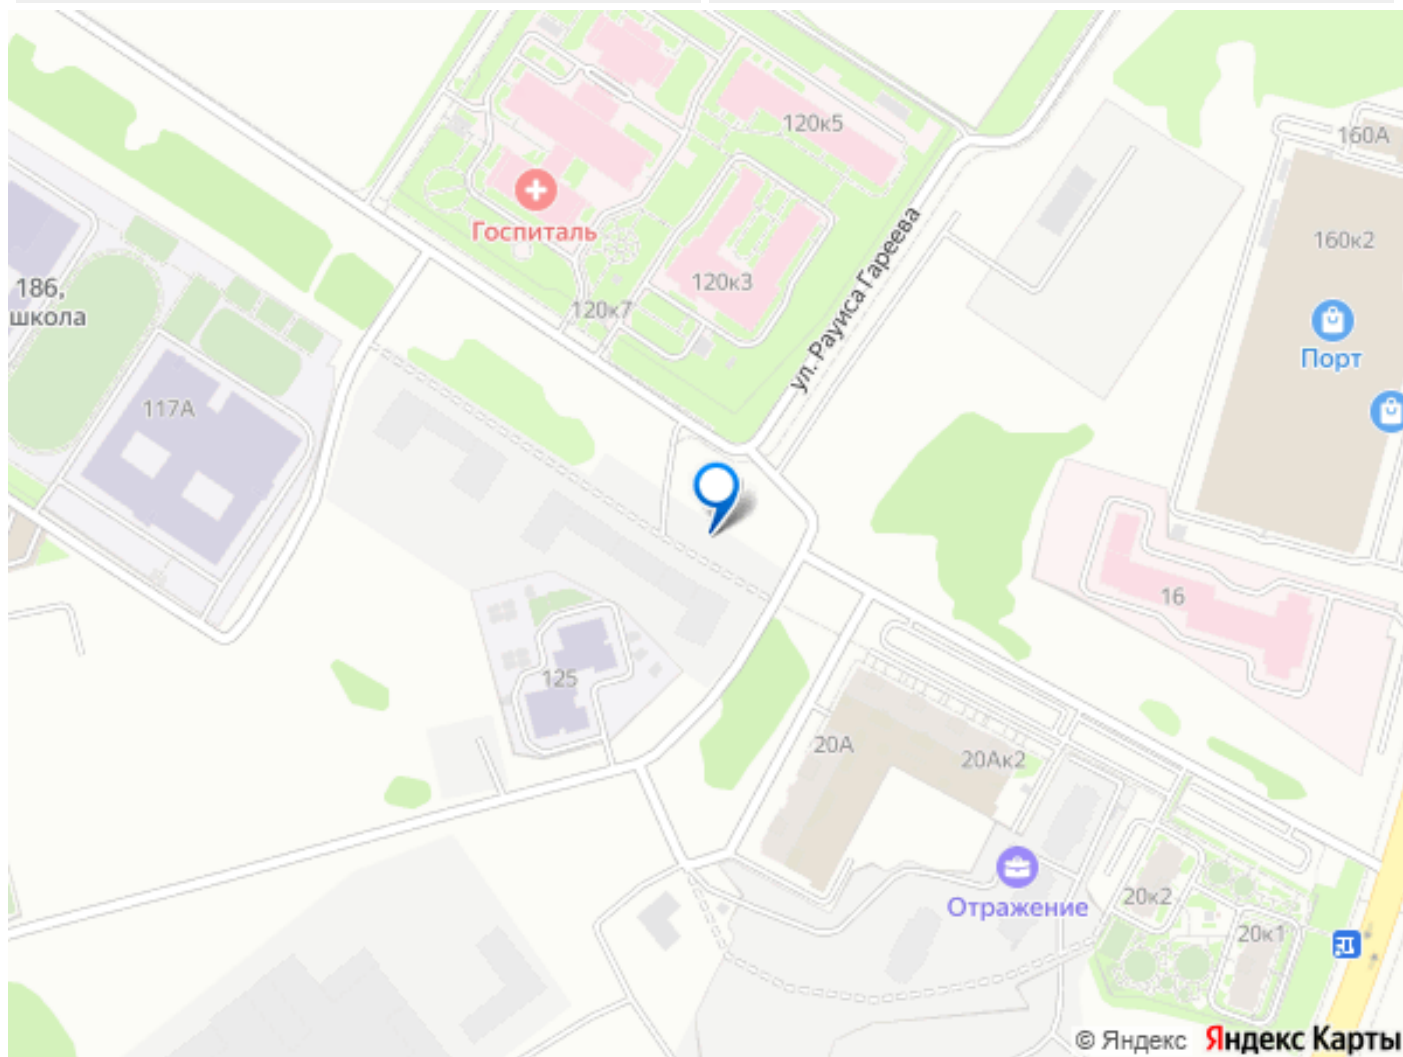 120к5
160А
Госпиталь
160к2
186,
школа
120к3
120к7
ул. Рауиса Гареева
Порт
117А
16
125
20А
20Ак2
20к2
Отражение
20к1
© Яндекс Яндекс Карты